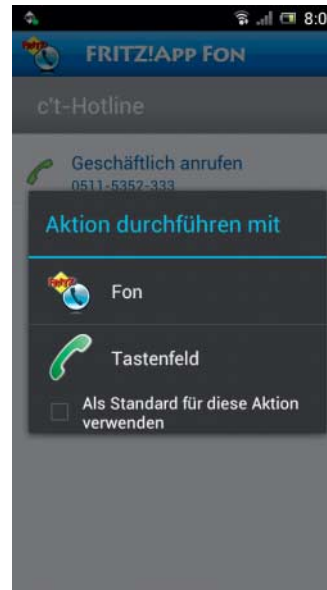 8:0
FRITZ!APP FON
c't-Hotline
Geschäftlich anrufen
0511-5352-333
Aktion durchführen mit
Fon
Tastenfeld
Als Standard für diese Aktion
verwenden